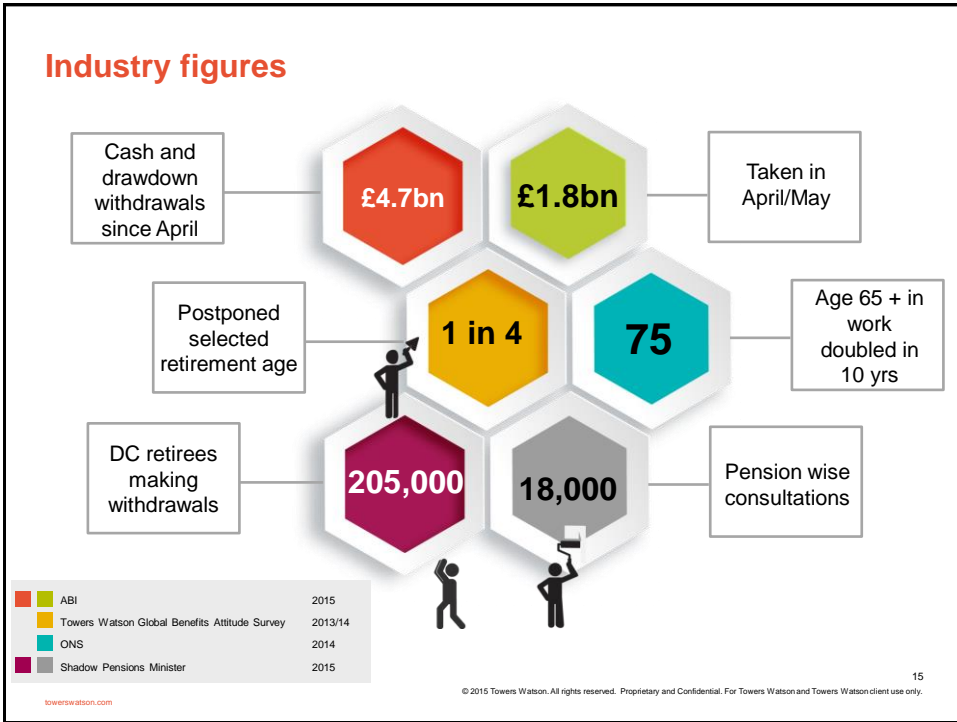 Industry figures
Cash and
drawdown
withdrawals
since April
£4.7bn
£1.8bn
Taken in
April/May
Postponed
selected
retirement age
1 in 4
75
Age 65 + in
work
doubled in
10 yrs
DC retirees
making
withdrawals
205,000
18,000
Pension wise
consultations
ABI 2015
Towers Watson Global Benefits Attitude Survey 2013/14
ONS 2014
Shadow Pensions Minister 2015
15
© 2015 Towers Watson. All rights reserved. Proprietary and Confidential. For Towers Watson and Towers Watson client use only.
towerswatson.com